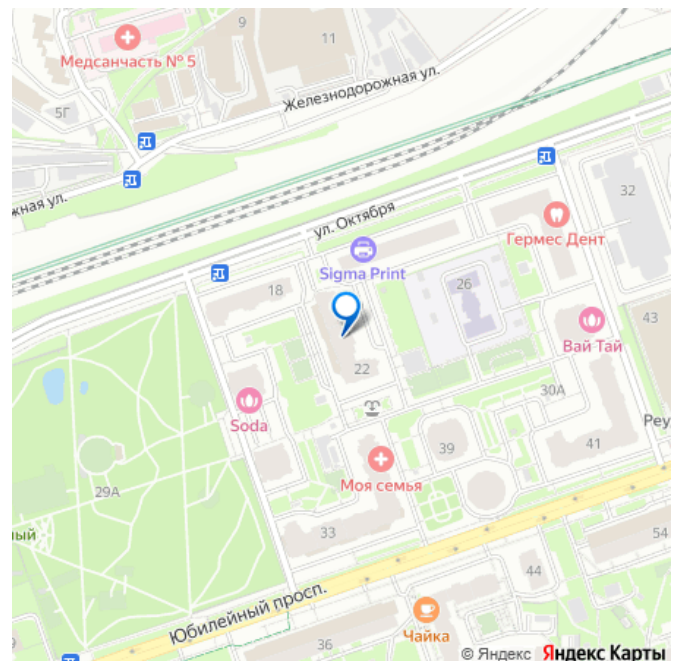 9
11
Медсанчасть № 5
5Г
Железнодорожная ул.
жная ул.
ул. Октября
32
Гермес Дент
Sigma Print
18
26
43
Вай Тай
22
30А
Soda
Реу
39
41
Моя семья
29А
ый
33
54
44
Юбилейный просп.
36
Чайка
© Яндекс Яндекс Карты